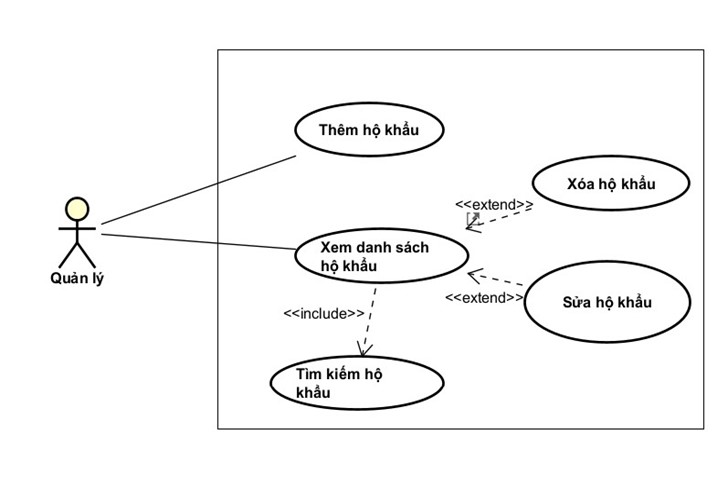 Thêm hộ khẩu
Xóa hộ khẩu
<<extend>>
Quản lý
Xem danh sách
hộ khẩu
<<extend>>
Sửa hộ khẩu
<<include>>
Tìm kiếm hộ
khẩu